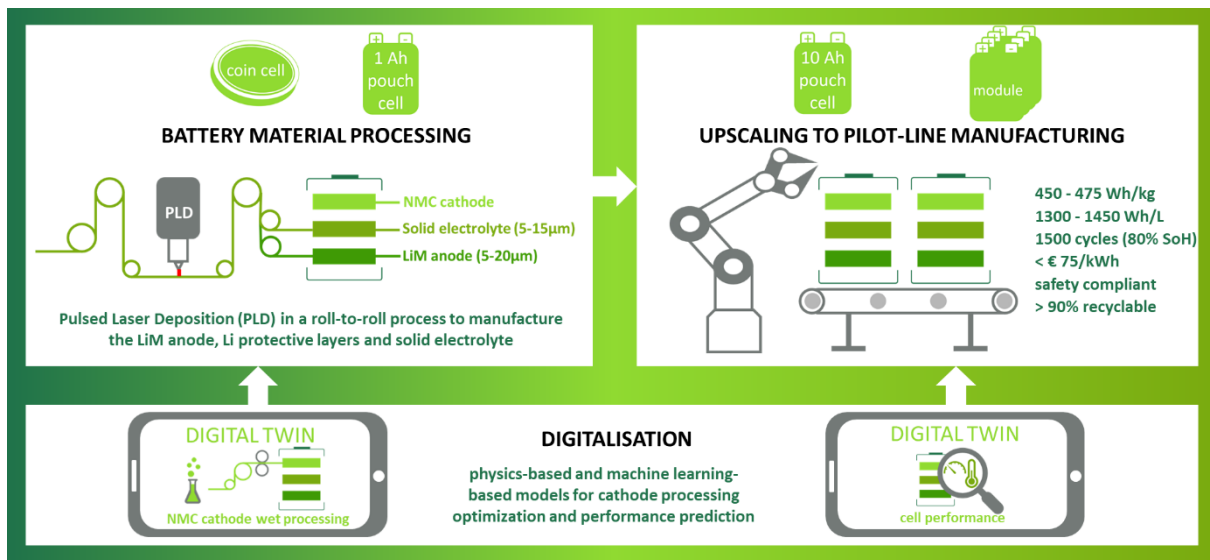 coin cell
+ -
1 Ah
pouch
cell
BATTERY MATERIAL PROCESSING
PLD
NMC cathode
Solid electrolyte (5-15µm)
LiM anode (5-20µm)
Pulsed Laser Deposition (PLD) in a roll-to-roll process to manufacture
the LiM anode, Li protective layers and solid electrolyte
+ -
10 Ah
pouch
cell
+ -
module
UPSCALING TO PILOT-LINE MANUFACTURING
450 - 475 Wh/kg
1300 - 1450 Wh/L
1500 cycles (80% SoH)
< € 75/kWh
safety compliant
> 90% recyclable
DIGITAL TWIN
NMC cathode wet processing
DIGITALISATION
physics-based and machine learning-
based models for cathode processing
optimization and performance prediction
DIGITAL TWIN
cell performance